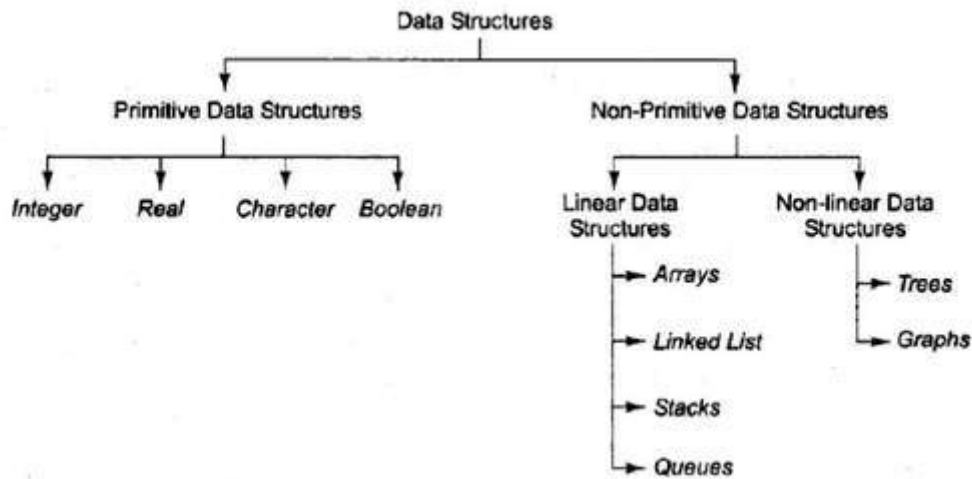 Data Structures
Primitive Data Structures
Non-Primitive Data Structures
Integer
Real
Character
Boolean
Linear Data
Structures
Non-linear Data
Structures
Arrays
Trees
Linked List
Graphs
Stacks
Queues